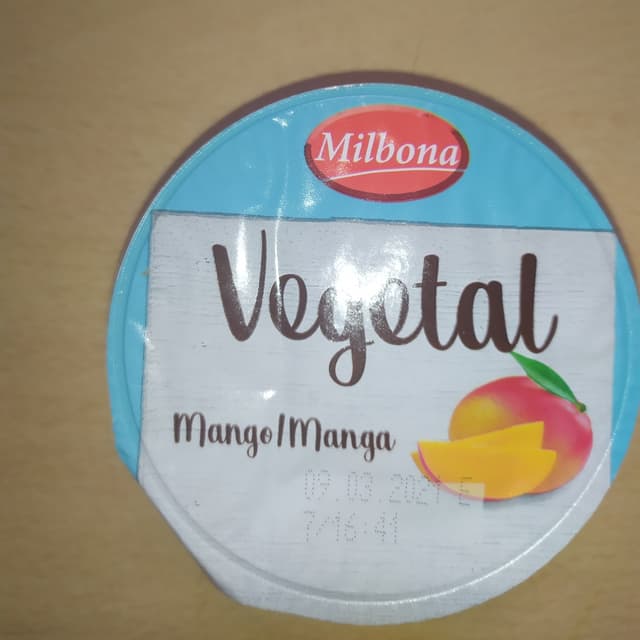 Milbona
Vegetal
Mango/Manga
09.03.2021 E
7/16:41